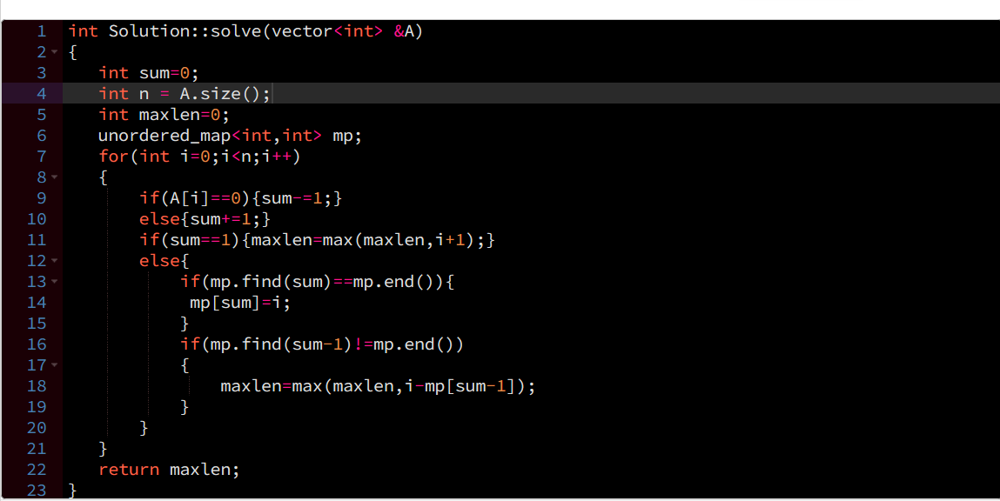 1 int Solution::solve(vector<int> &A)
2 {
3 int sum=0;
4 int n = A.size();
5 int maxlen=0;
6 unordered_map<int,int> mp;
7 for(int i=0;i<n;i++)
8 {
9 if(A[i]==0){sum-=1;}
10 else{sum+=1;}
11 if(sum==1){maxlen=max(maxlen,i+1);}
12 else{
13 if(mp.find(sum)==mp.end()){
14 mp[sum]=i;
15 }
16 if(mp.find(sum-1)!=mp.end())
17 {
18 maxlen=max(maxlen,i-mp[sum-1]);
19 }
20 }
21 }
22 return maxlen;
23 }